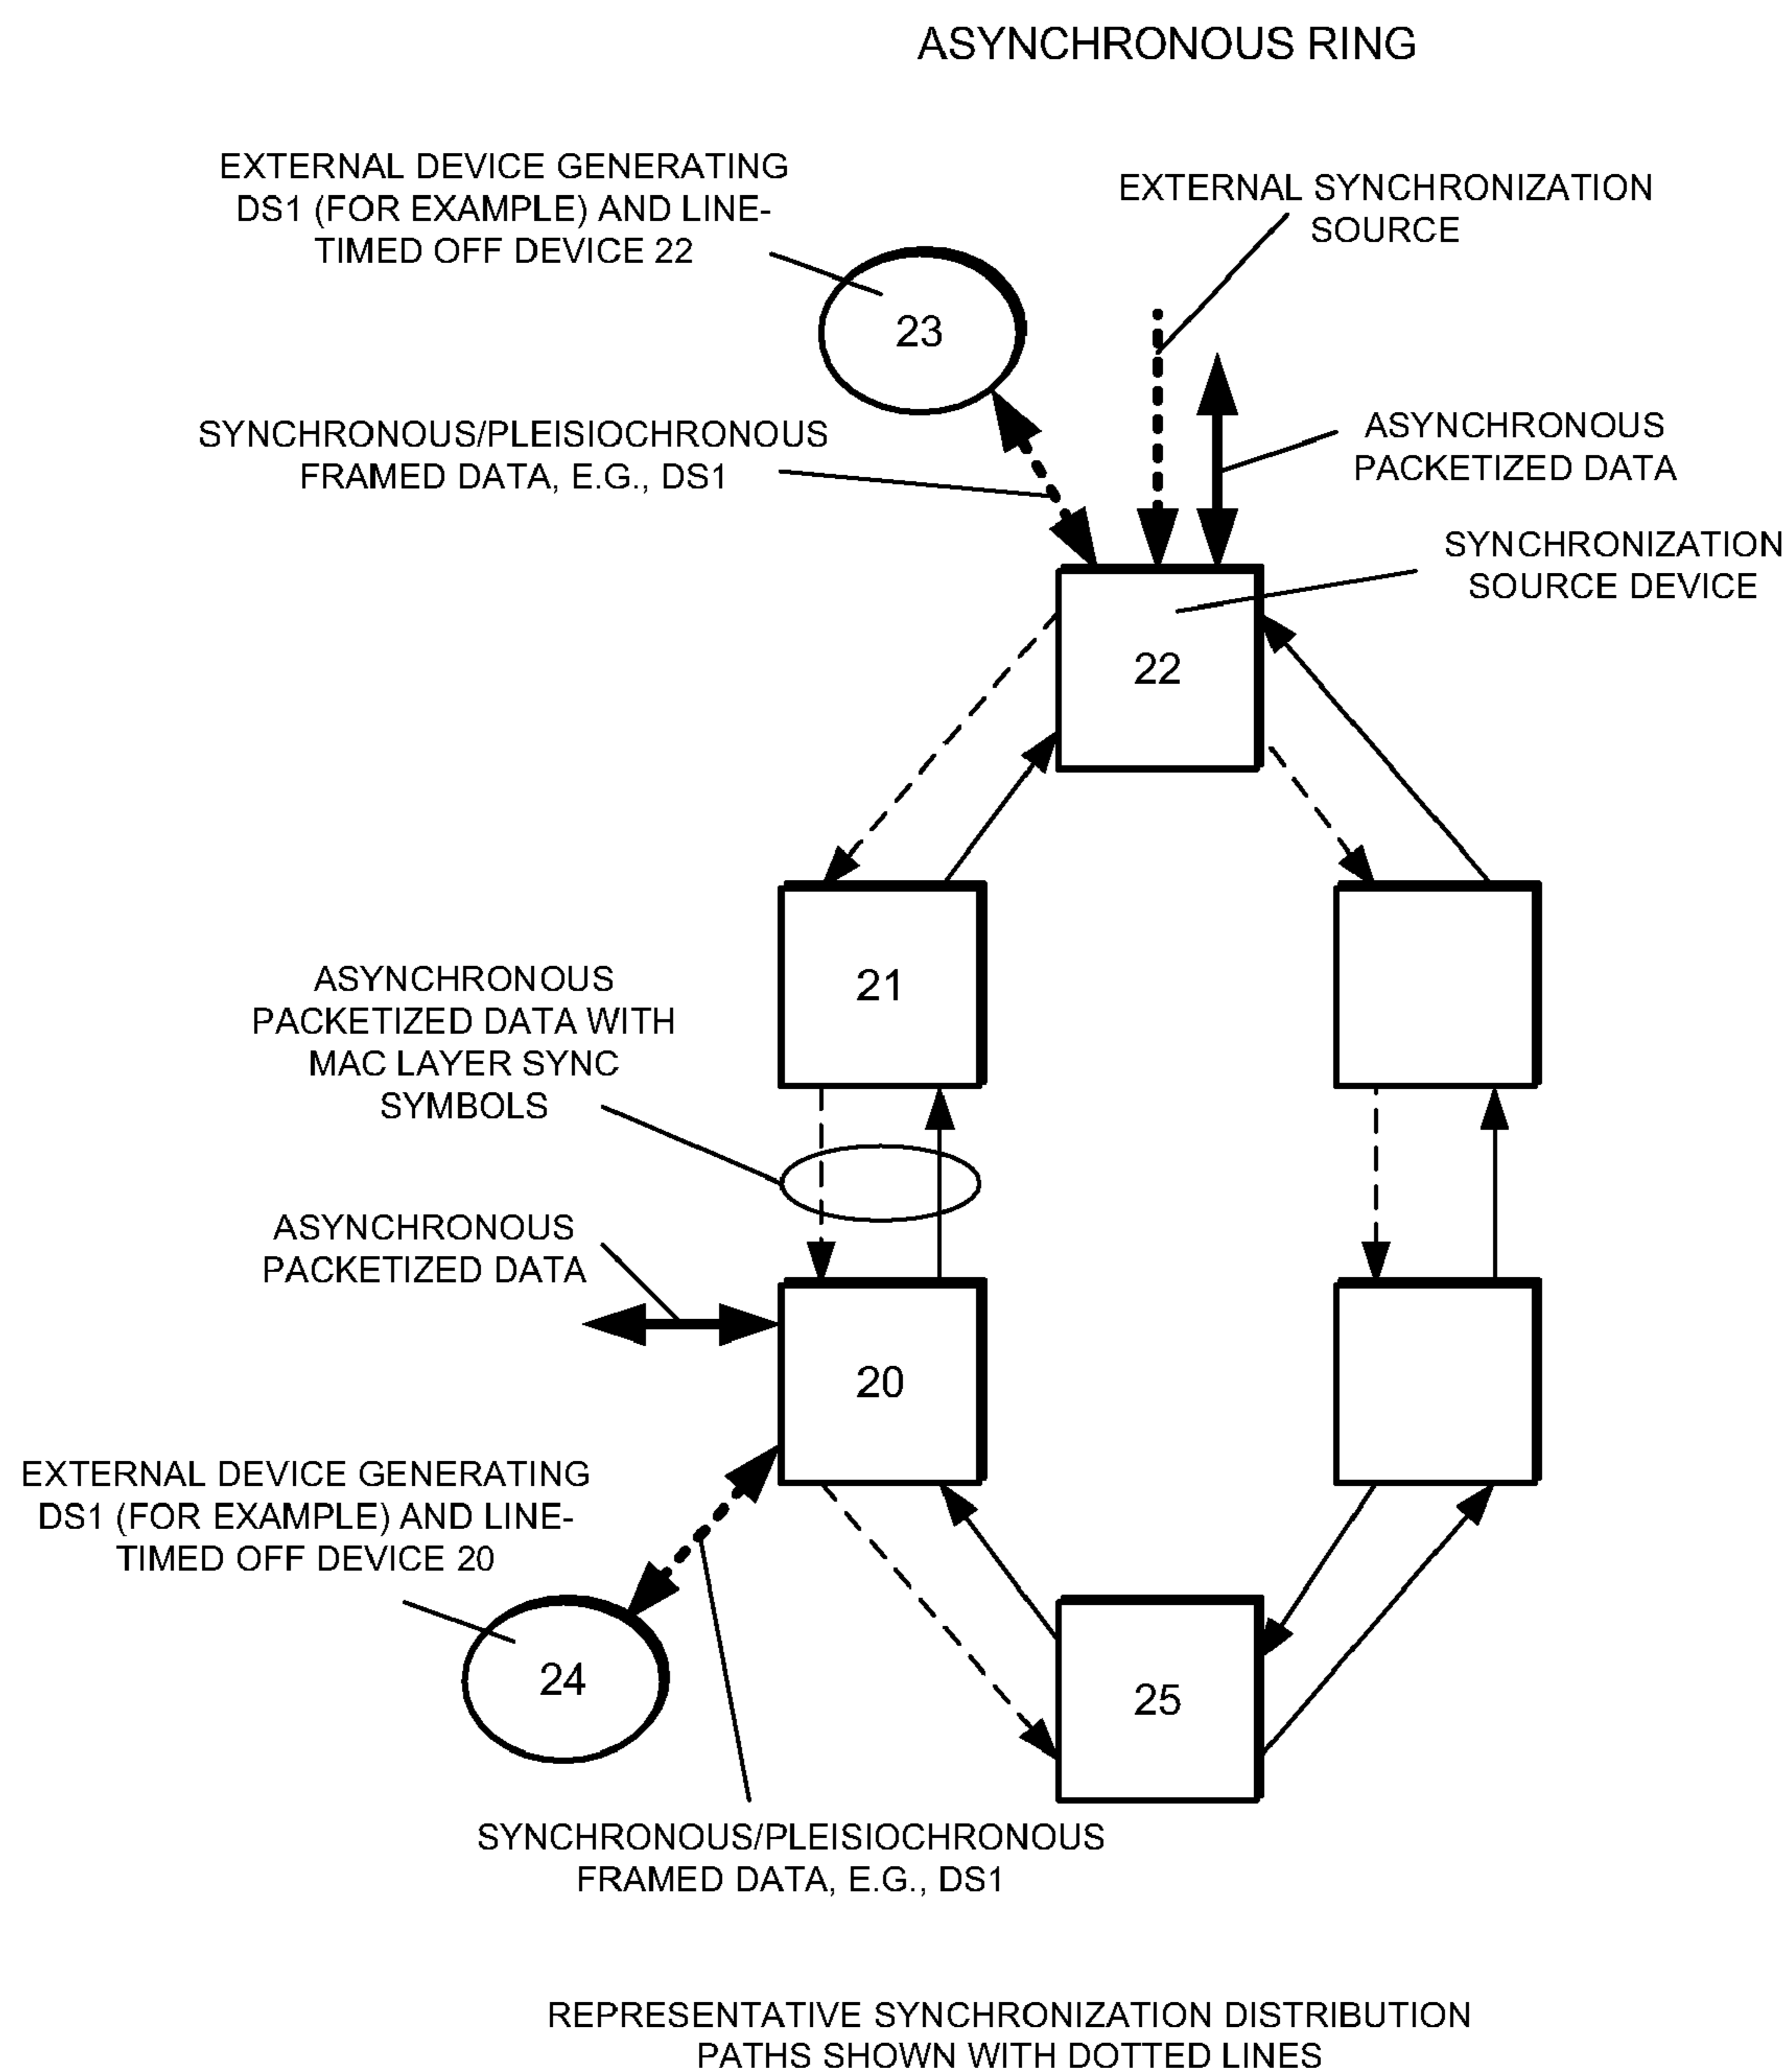 ASYNCHRONOUS RING
EXTERNAL DEVICE GENERATING
DS1 (FOR EXAMPLE) AND LINE-
TIMED OFF DEVICE 22
EXTERNAL SYNCHRONIZATION
SOURCE
23
SYNCHRONOUS/PLEISIOCHRONOUS
FRAMED DATA, E.G., DS1
ASYNCHRONOUS
PACKETIZED DATA
SYNCHRONIZATION
SOURCE DEVICE
22
21
ASYNCHRONOUS
PACKETIZED DATA WITH
MAC LAYER SYNC
SYMBOLS
ASYNCHRONOUS
PACKETIZED DATA
20
EXTERNAL DEVICE GENERATING
DS1 (FOR EXAMPLE) AND LINE-
TIMED OFF DEVICE 20
24
25
SYNCHRONOUS/PLEISIOCHRONOUS
FRAMED DATA, E.G., DS1
REPRESENTATIVE SYNCHRONIZATION DISTRIBUTION
PATHS SHOWN WITH DOTTED LINES